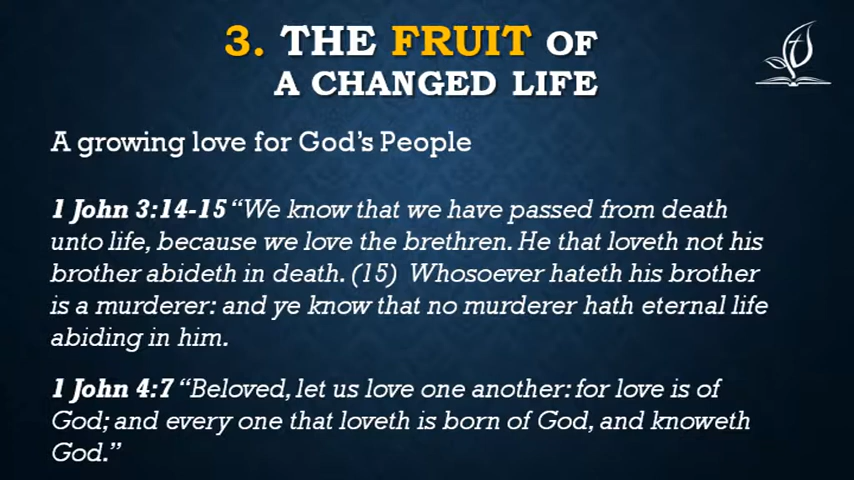 3. THE FRUIT OF
A CHANGED LIFE
A growing love for God's People
1 John 3:14-15 “We know that we have passed from death
unto life, because we love the brethren. He that loveth not his
brother abideth in death. (15) Whosoever hateth his brother
is a murderer: and ye know that no murderer hath eternal life
abiding in him.
1 John 4:7 “Beloved, let us love one another: for love is of
God; and every one that loveth is born of God, and knoweth
God.”